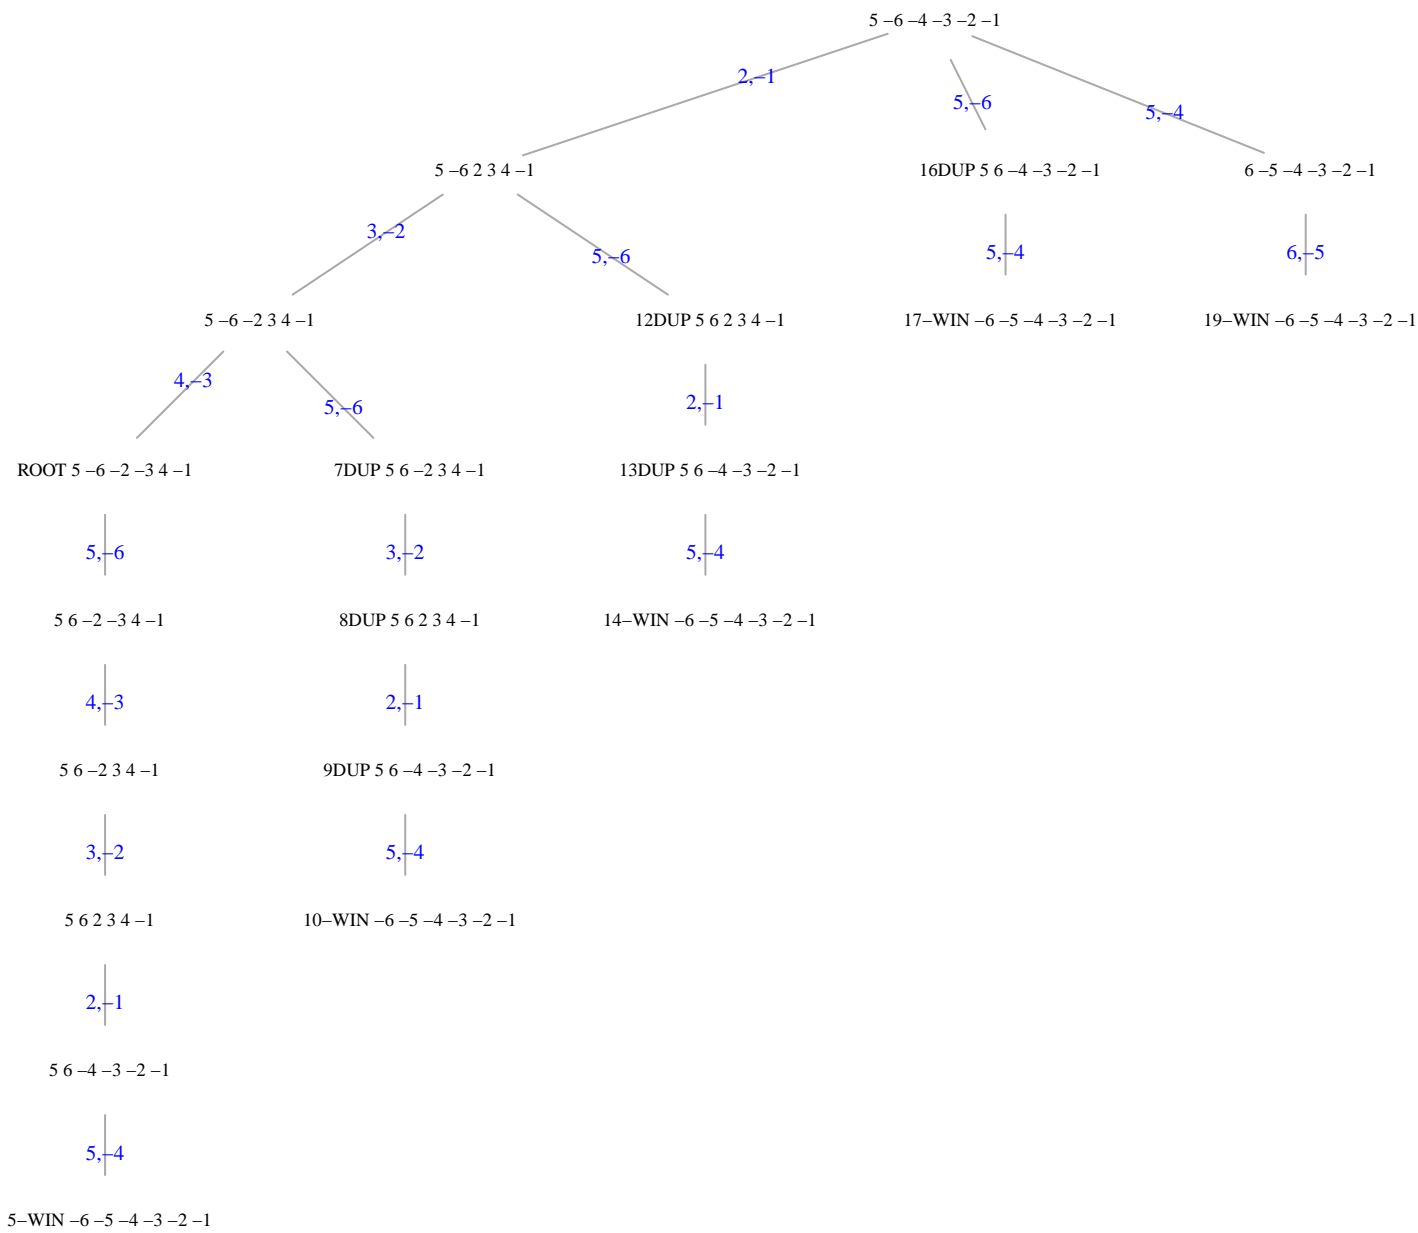 5 –6 –4 –3 –2 –1
2,–1
5,–6
5,–4
5 –6 2 3 4 –1
16DUP 5 6 –4 –3 –2 –1
6 –5 –4 –3 –2 –1
3,–2
5,–6
5,–4
6,–5
5 –6 –2 3 4 –1
12DUP 5 6 2 3 4 –1
17–WIN –6 –5 –4 –3 –2 –1
19–WIN –6 –5 –4 –3 –2 –1
4,–3
5,–6
2,–1
ROOT 5 –6 –2 –3 4 –1
7DUP 5 6 –2 3 4 –1
13DUP 5 6 –4 –3 –2 –1
5,–6
3,–2
5,–4
5 6 –2 –3 4 –1
8DUP 5 6 2 3 4 –1
14–WIN –6 –5 –4 –3 –2 –1
4,–3
2,–1
5 6 –2 3 4 –1
9DUP 5 6 –4 –3 –2 –1
3,–2
5,–4
5 6 2 3 4 –1
10–WIN –6 –5 –4 –3 –2 –1
2,–1
5 6 –4 –3 –2 –1
5,–4
5–WIN –6 –5 –4 –3 –2 –1